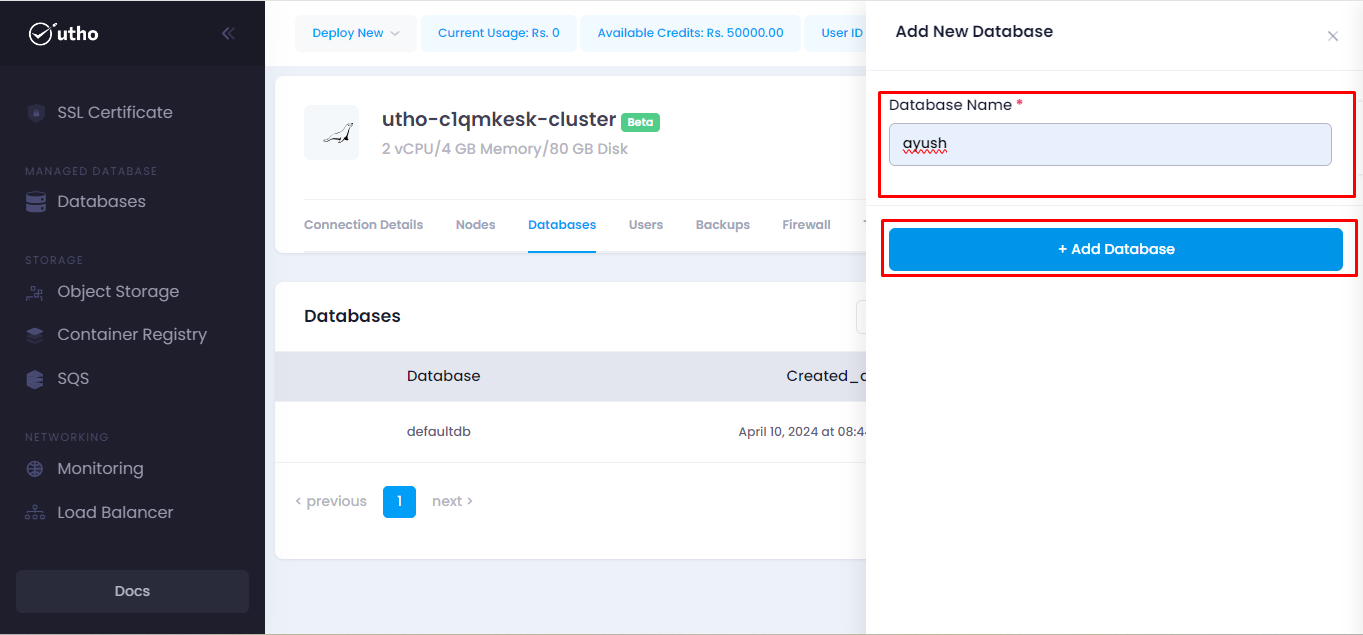 utho
SSL Certificate
MANAGED DATABASE
Databases
STORAGE
Object Storage
Container Registry
SQS
NETWORKING
Monitoring
Load Balancer
Docs
Deploy New
Current Usage: Rs. 0
Available Credits: Rs. 50000.00
User ID
utho-c1qmkesk-cluster Beta
2 vCPU/4 GB Memory/80 GB Disk
Connection Details Nodes Databases Users Backups Firewall
Databases
Database Created_
defaultdb April 10, 2024 at 08:4
< previous 1 next >
Add New Database
Database Name *
ayush
+ Add Database